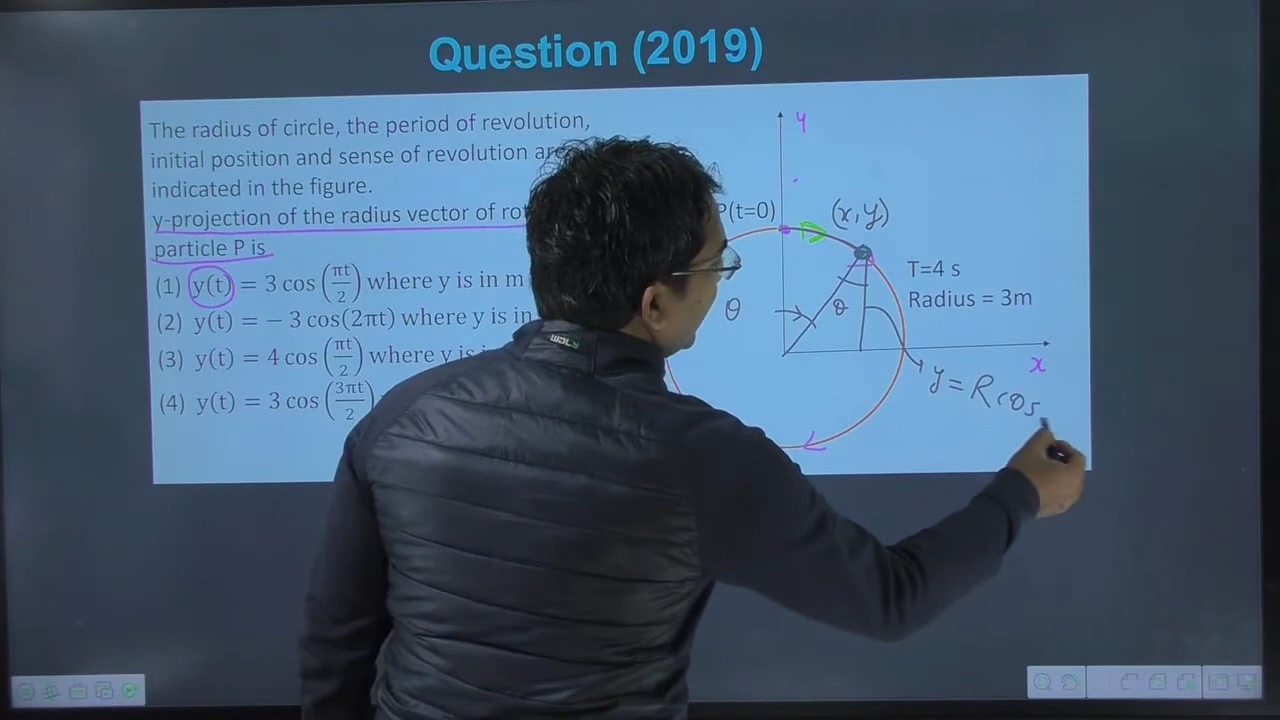 Question (2019)
The radius of circle, the period of revolution,
initial position and sense of revolution are
indicated in the figure.
y-projection of the radius vector of
particle P is
(1) y(t) = 3 cos (πt/2) where y is in m
(2) y(t) = − 3 cos(2πt) where y is in
(3) y(t) = 4 cos (πt/2) where y is
(4) y(t) = 3 cos (3πt/2)
y
P(t=0)
(x,y)
T=4 s
Radius = 3m
θ
θ
x
y = R cos
WDLY